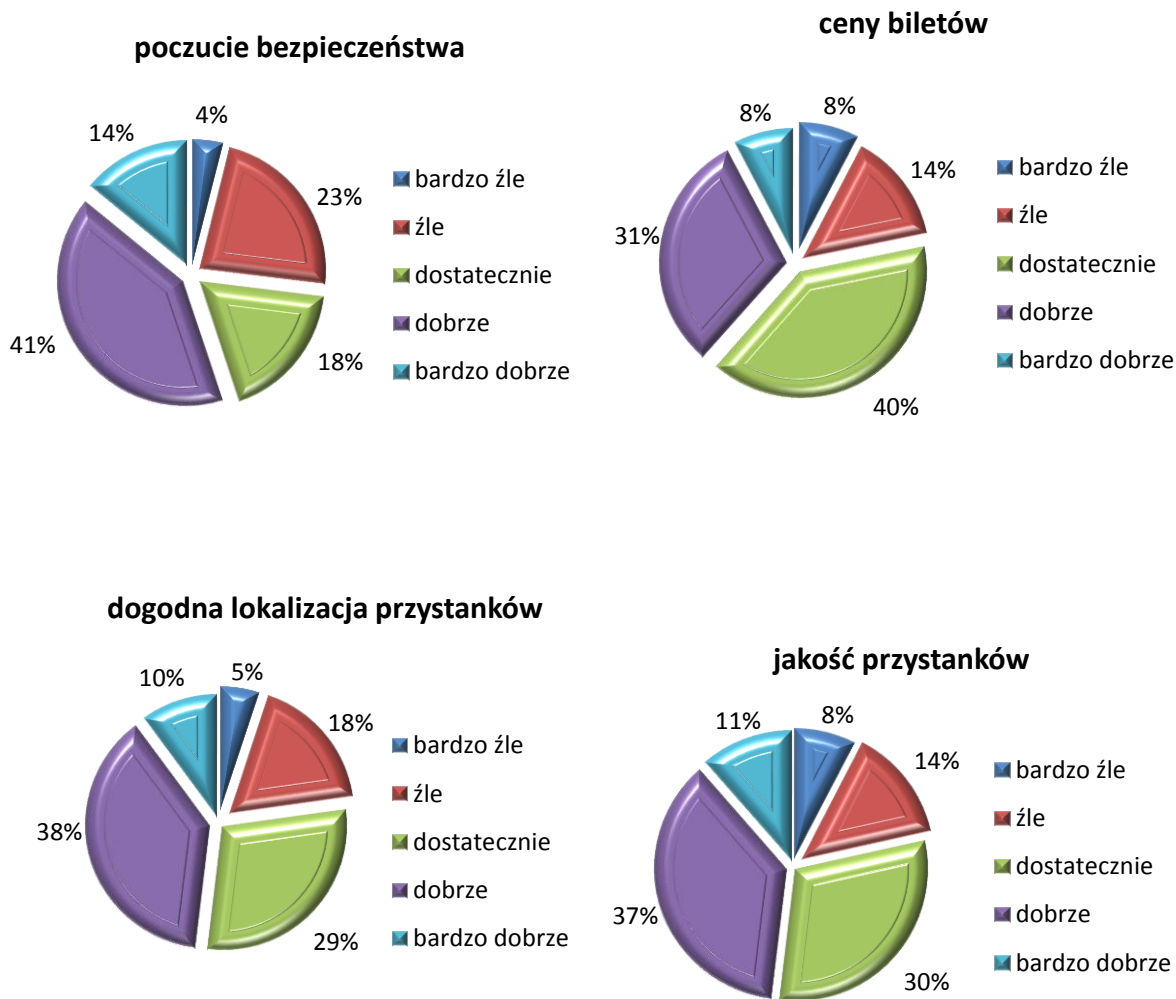 poczucie bezpieczeństwa
4%
23%
18%
41%
14%
bardzo źle
źle
dostatecznie
dobrze
bardzo dobrze
ceny biletów
8%
14%
40%
31%
8%
bardzo źle
źle
dostatecznie
dobrze
bardzo dobrze
dogodna lokalizacja przystanków
5%
18%
29%
38%
10%
bardzo źle
źle
dostatecznie
dobrze
bardzo dobrze
jakość przystanków
8%
14%
30%
37%
11%
bardzo źle
źle
dostatecznie
dobrze
bardzo dobrze